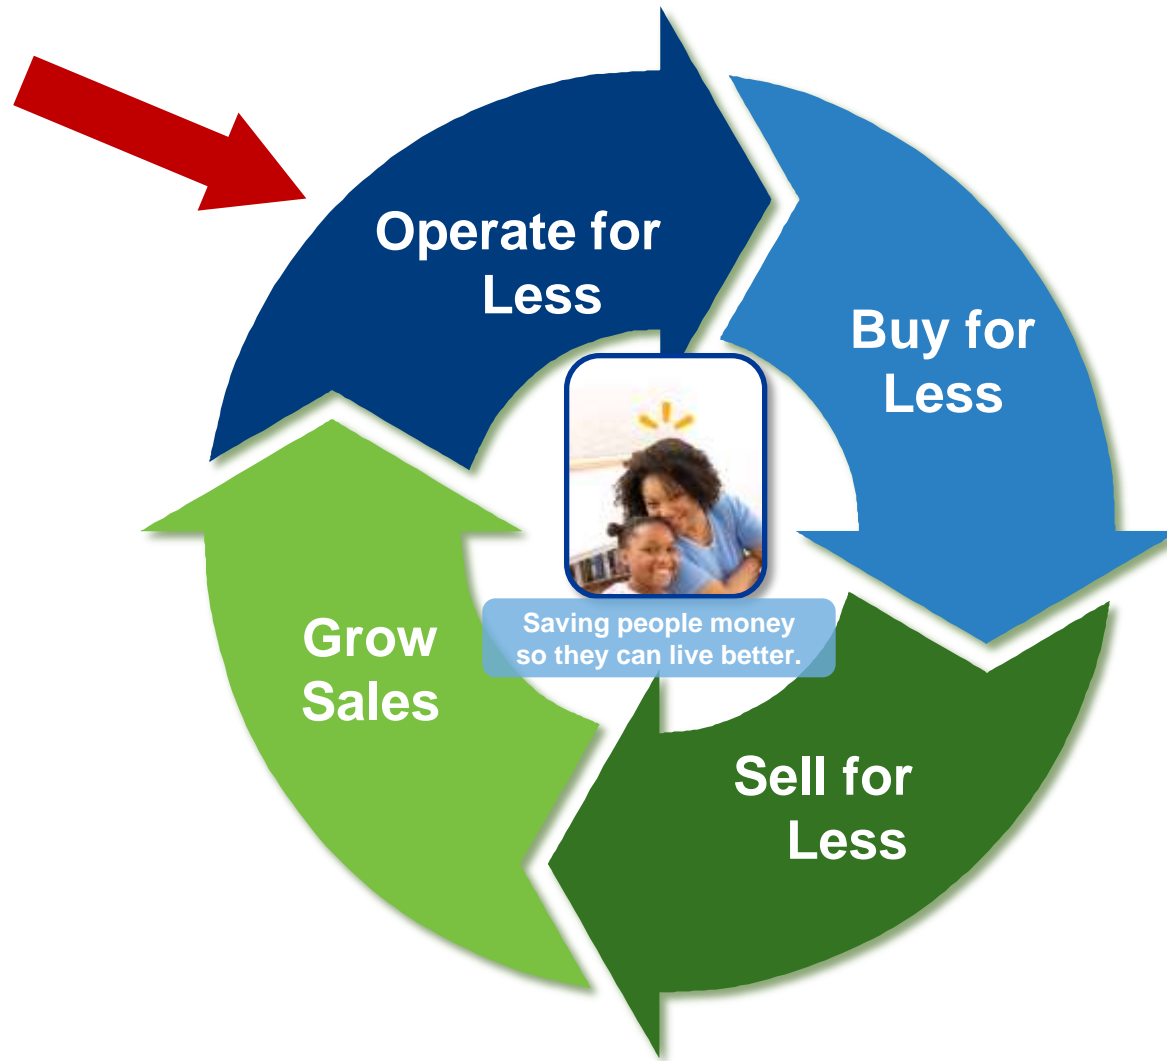 Operate for
Less
Buy for
Less
Saving people money
so they can live better.
Grow
Sales
Sell for
Less